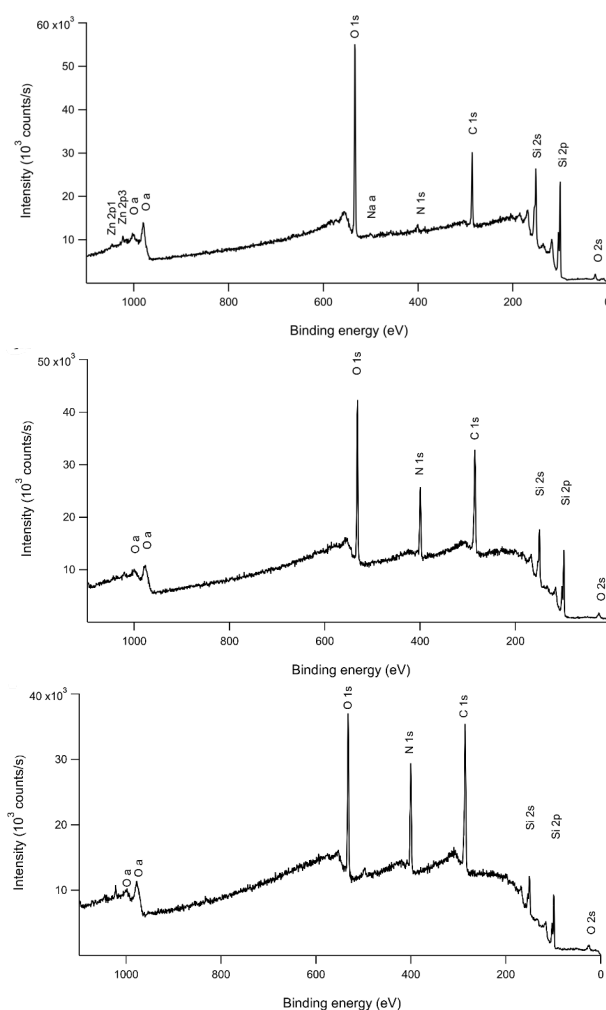 60 x10³
50
40
30
20
10
Intensity (10³ counts/s)
Zn 2p1
Zn 2p3
O a
O a
O 1s
Na a
N 1s
C 1s
Si 2s
Si 2p
O 2s
1000 800 600 400 200 0
Binding energy (eV)
50 x10³
40
30
20
10
Intensity (10³ counts/s)
O a
O a
O 1s
N 1s
C 1s
Si 2s
Si 2p
O 2s
1000 800 600 400 200 0
Binding energy (eV)
40 x10³
30
20
10
Intensity (10³ counts/s)
O a
O a
O 1s
N 1s
C 1s
Si 2s
Si 2p
O 2s
1000 800 600 400 200 0
Binding energy (eV)